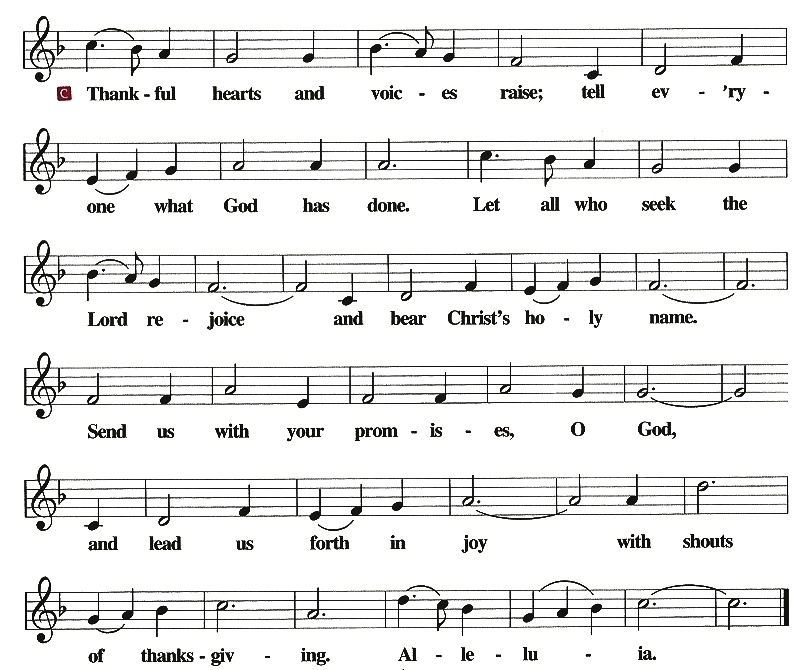 C Thank - ful hearts and voic - es raise; tell ev - 'ry -
one what God has done. Let all who seek the
Lord re - joice and bear Christ's ho - ly name.
Send us with your prom - is - es, O God,
and lead us forth in joy with shouts
of thanks - giv - ing. Al - le - lu - ia.